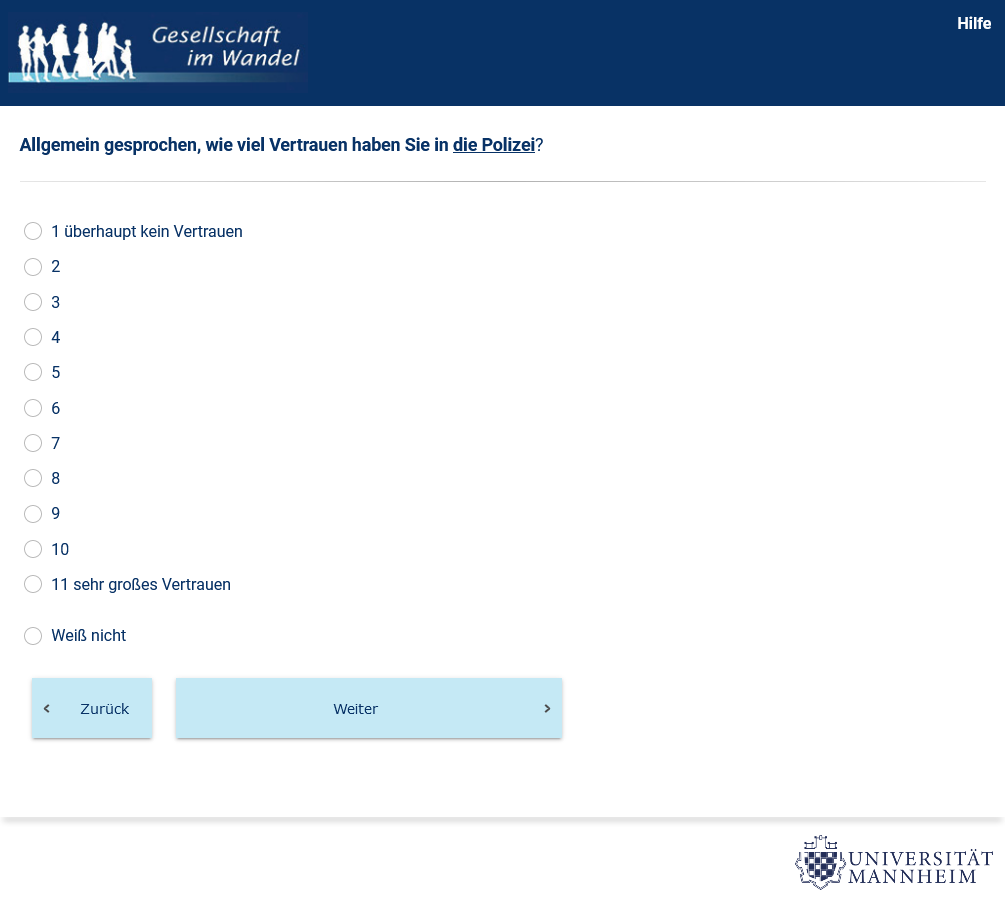 Gesellschaft
im Wandel
Hilfe
Allgemein gesprochen, wie viel Vertrauen haben Sie in die Polizei?
1 überhaupt kein Vertrauen
2
3
4
5
6
7
8
9
10
11 sehr großes Vertrauen
Weiß nicht
Zurück
Weiter
UNIVERSITÄT
MANNHEIM